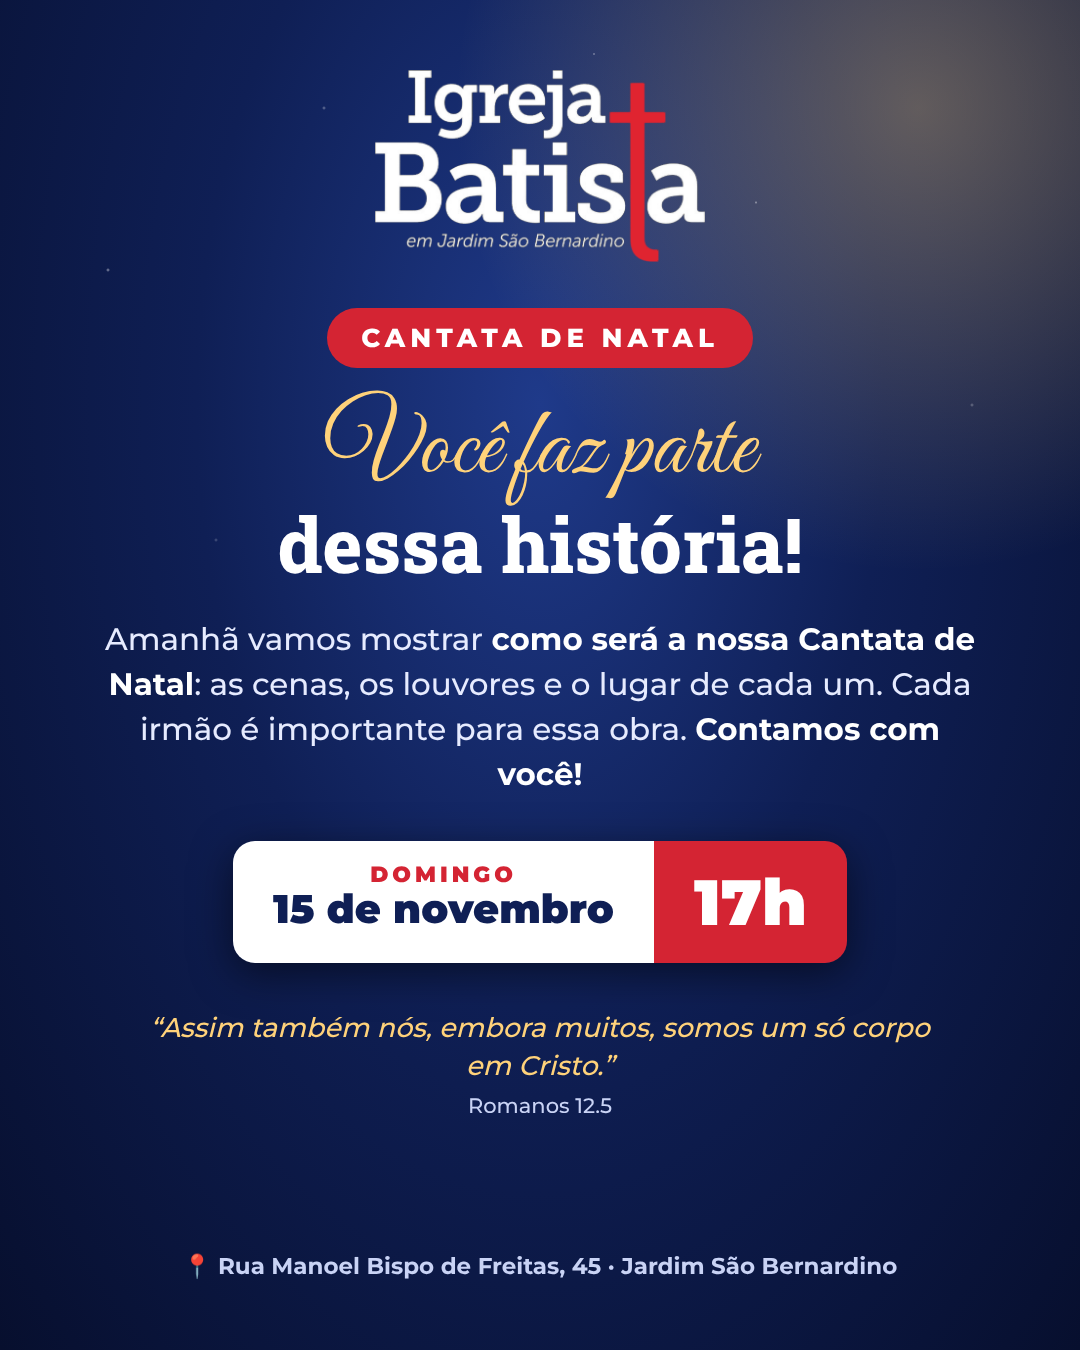 Igreja
Batista
em Jardim São Bernardino
CANTATA DE NATAL
Você faz parte
dessa história!
Amanhã vamos mostrar como será a nossa Cantata de
Natal: as cenas, os louvores e o lugar de cada um. Cada
irmão é importante para essa obra. Contamos com
você!
DOMINGO
15 de novembro
17h
“Assim também nós, embora muitos, somos um só corpo
em Cristo.”
Romanos 12.5
📍 Rua Manoel Bispo de Freitas, 45 · Jardim São Bernardino